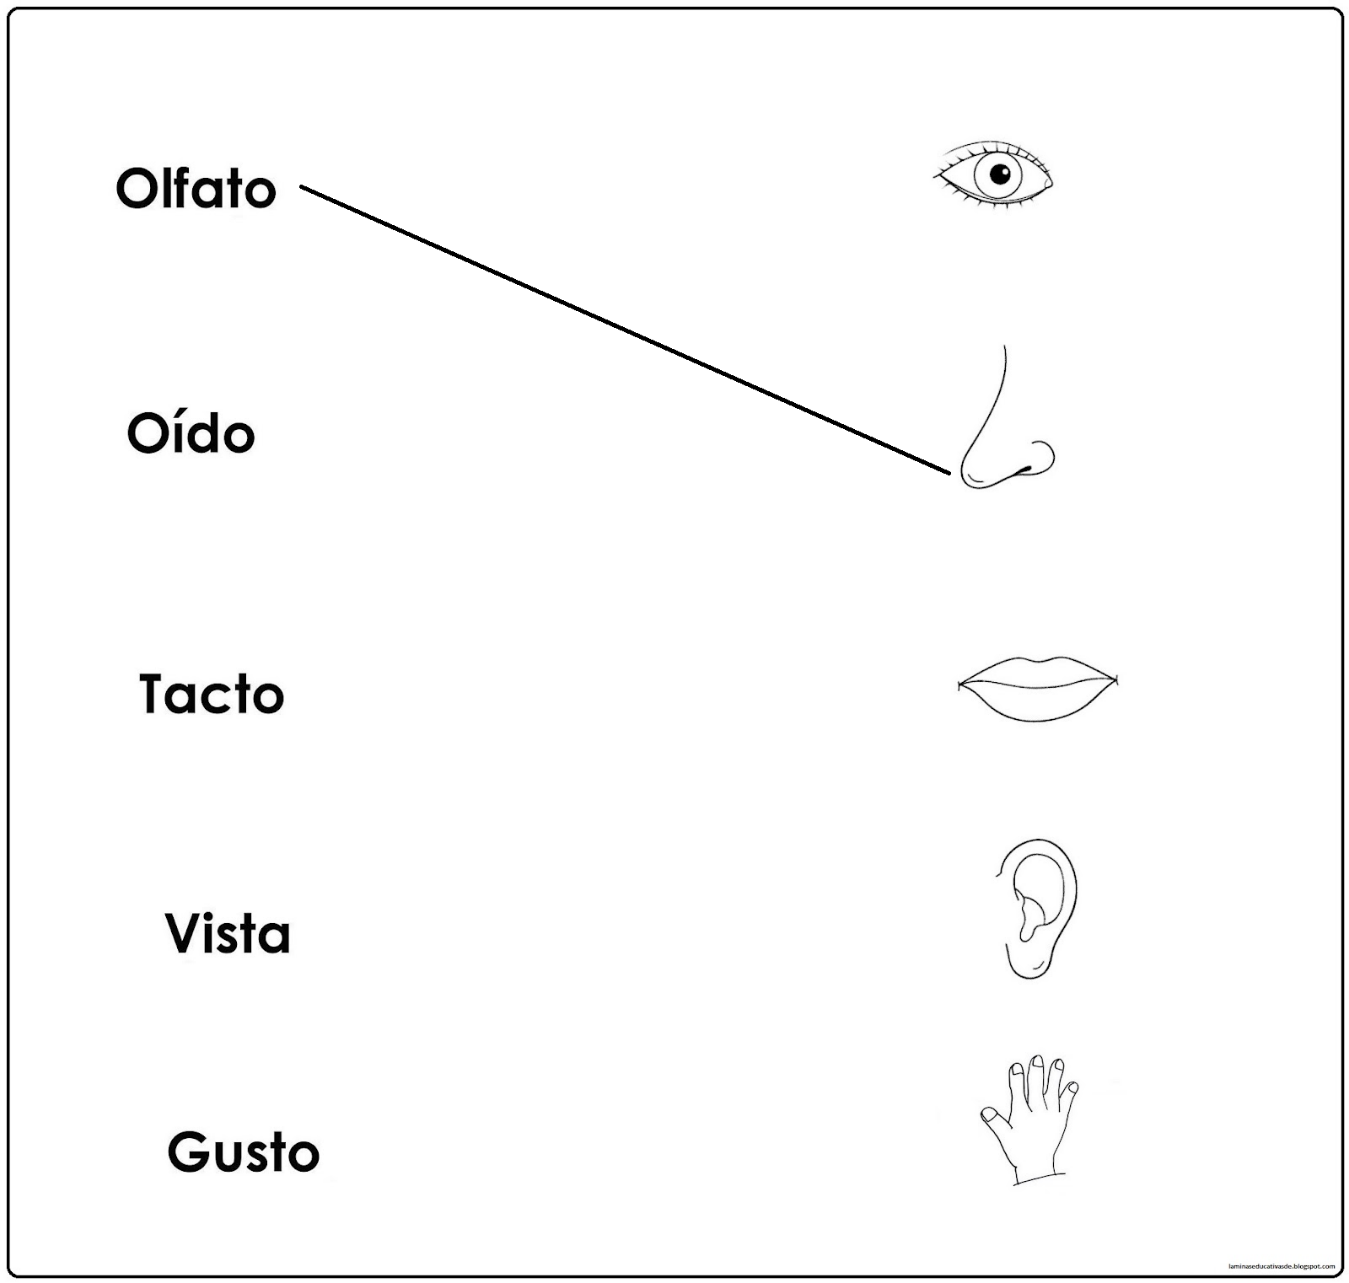 Olfato
Oído
Tacto
Vista
Gusto
laminaseducativasde.blogspot.com